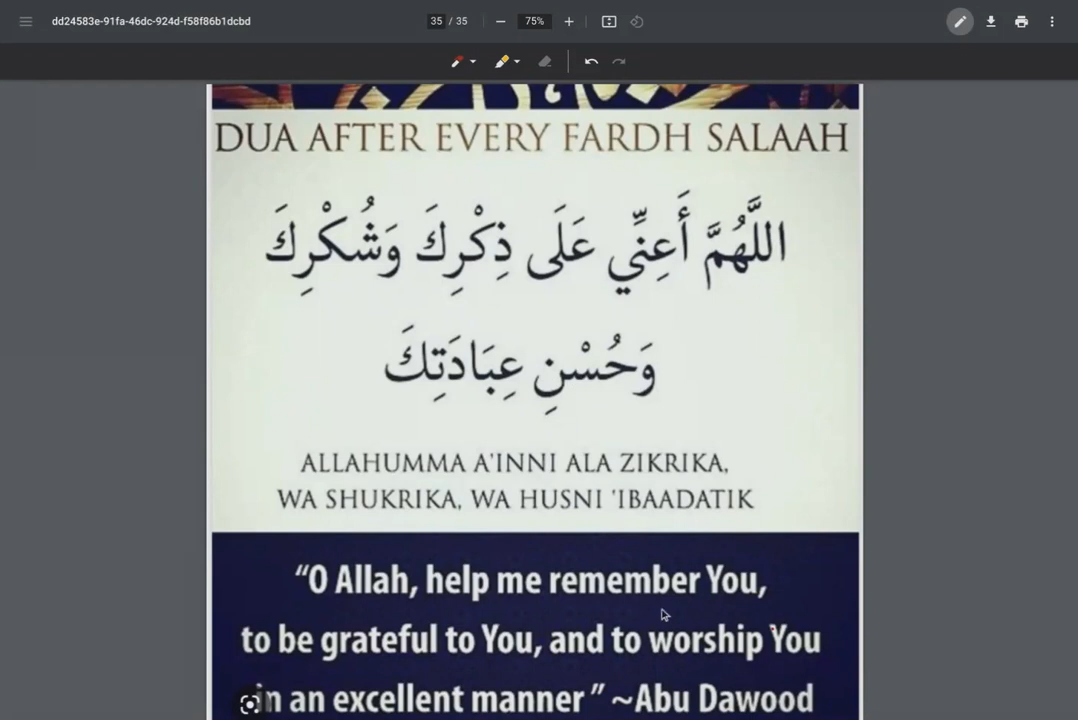 dd24583e-91fa-46dc-924d-f58f86b1dcbd
35 / 35
75%
DUA AFTER EVERY FARDH SALAAH
اللَّهُمَّ أَعِنِّي عَلَى ذِكْرِكَ وَشُكْرِكَ
وَحُسْنِ عِبَادَتِكَ
ALLAHUMMA A'INNI ALA ZIKRIKA,
WA SHUKRIKA, WA HUSNI 'IBAADATIK
“O Allah, help me remember You,
to be grateful to You, and to worship You
in an excellent manner” ~Abu Dawood